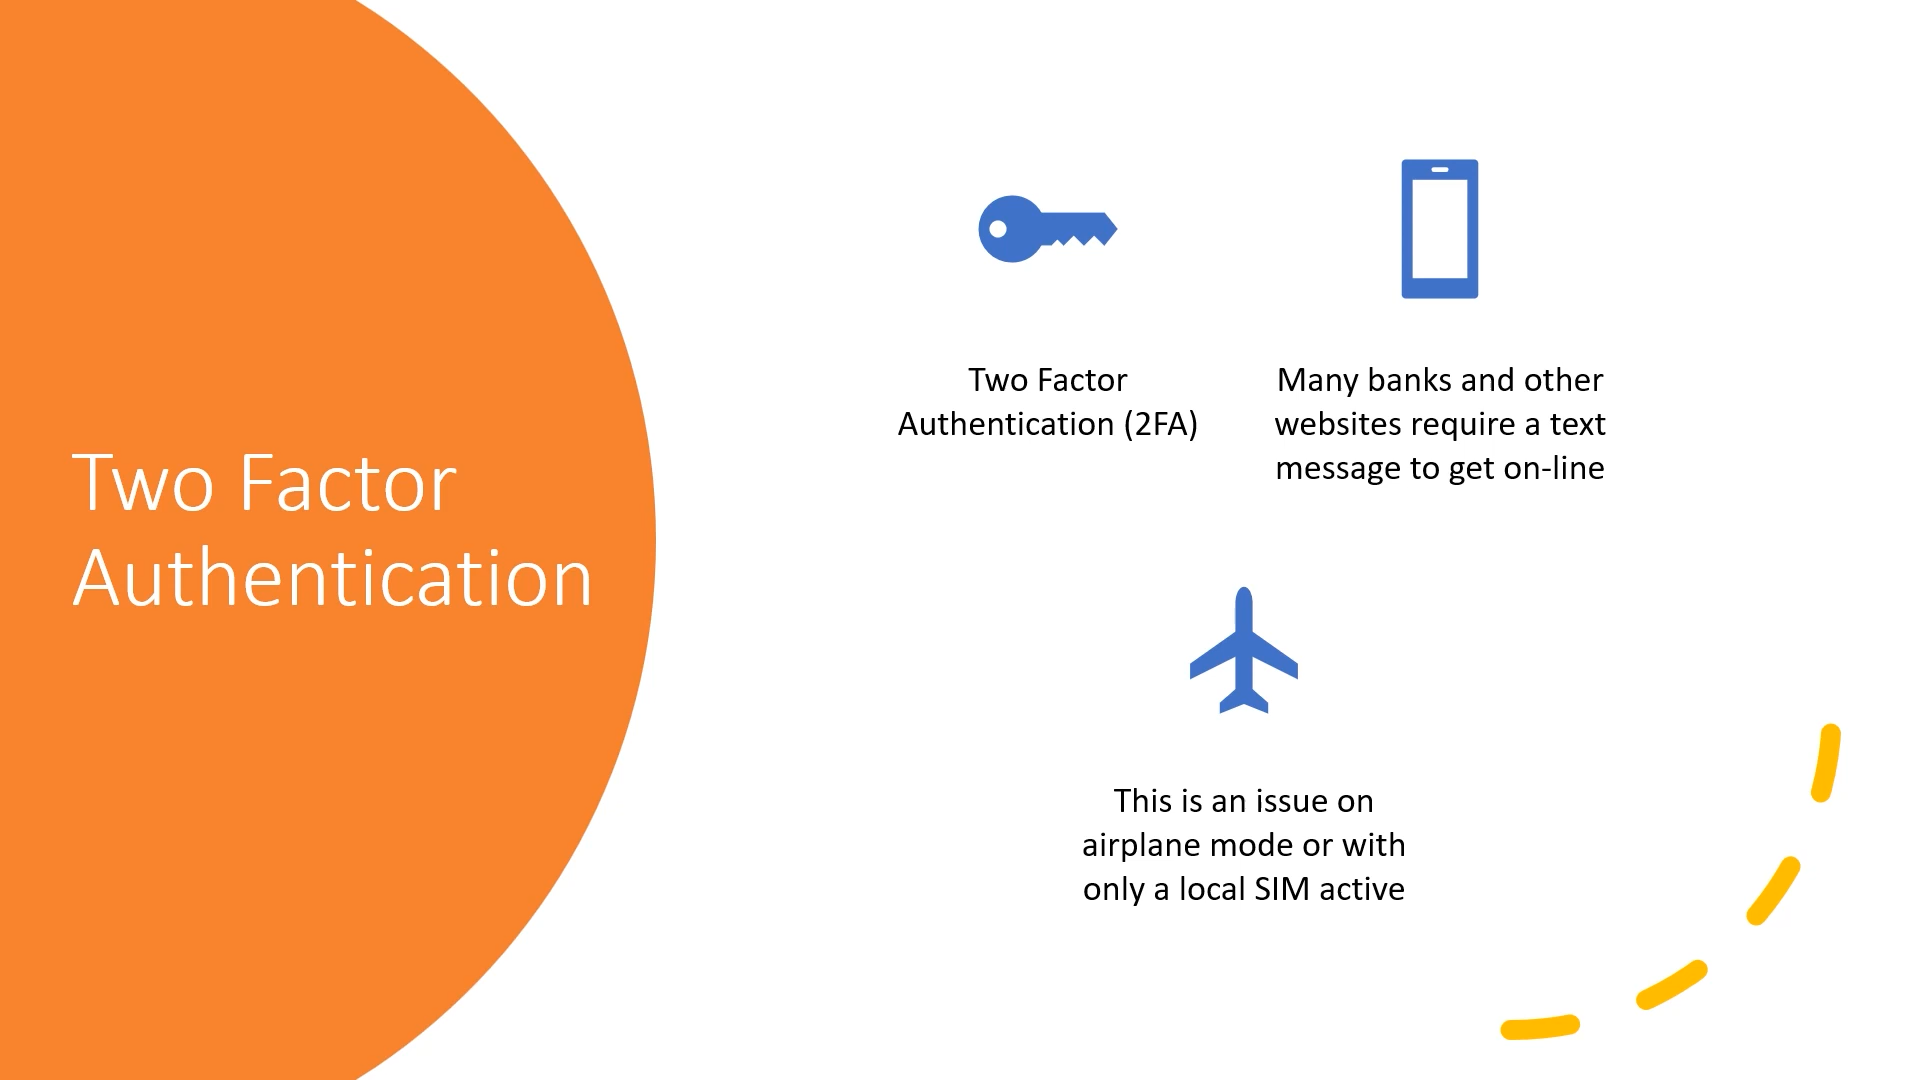 Two Factor
Authentication
Two Factor
Authentication (2FA)
Many banks and other
websites require a text
message to get on-line
This is an issue on
airplane mode or with
only a local SIM active